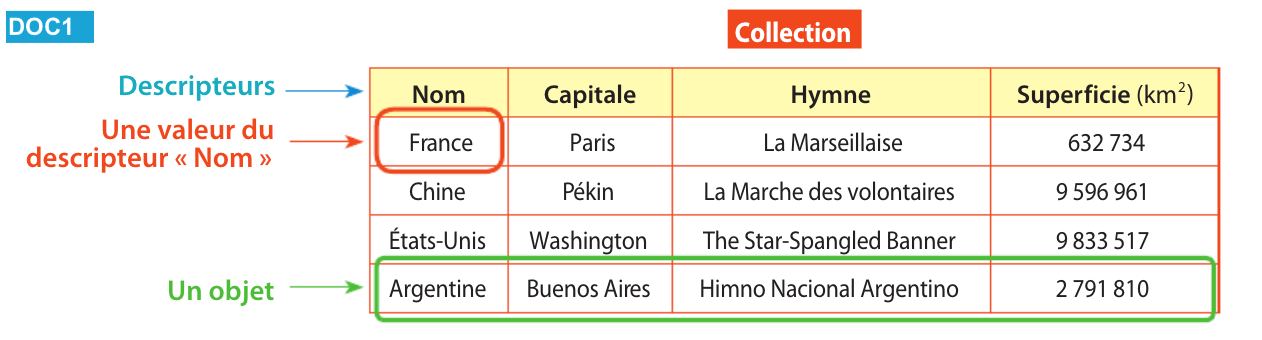 DOC1
Collection
Descripteurs
Nom Capitale Hymne Superficie (km²)
Une valeur du
descripteur « Nom »
France Paris La Marseillaise 632 734
Chine Pékin La Marche des volontaires 9 596 961
États-Unis Washington The Star-Spangled Banner 9 833 517
Un objet
Argentine Buenos Aires Himno Nacional Argentino 2 791 810